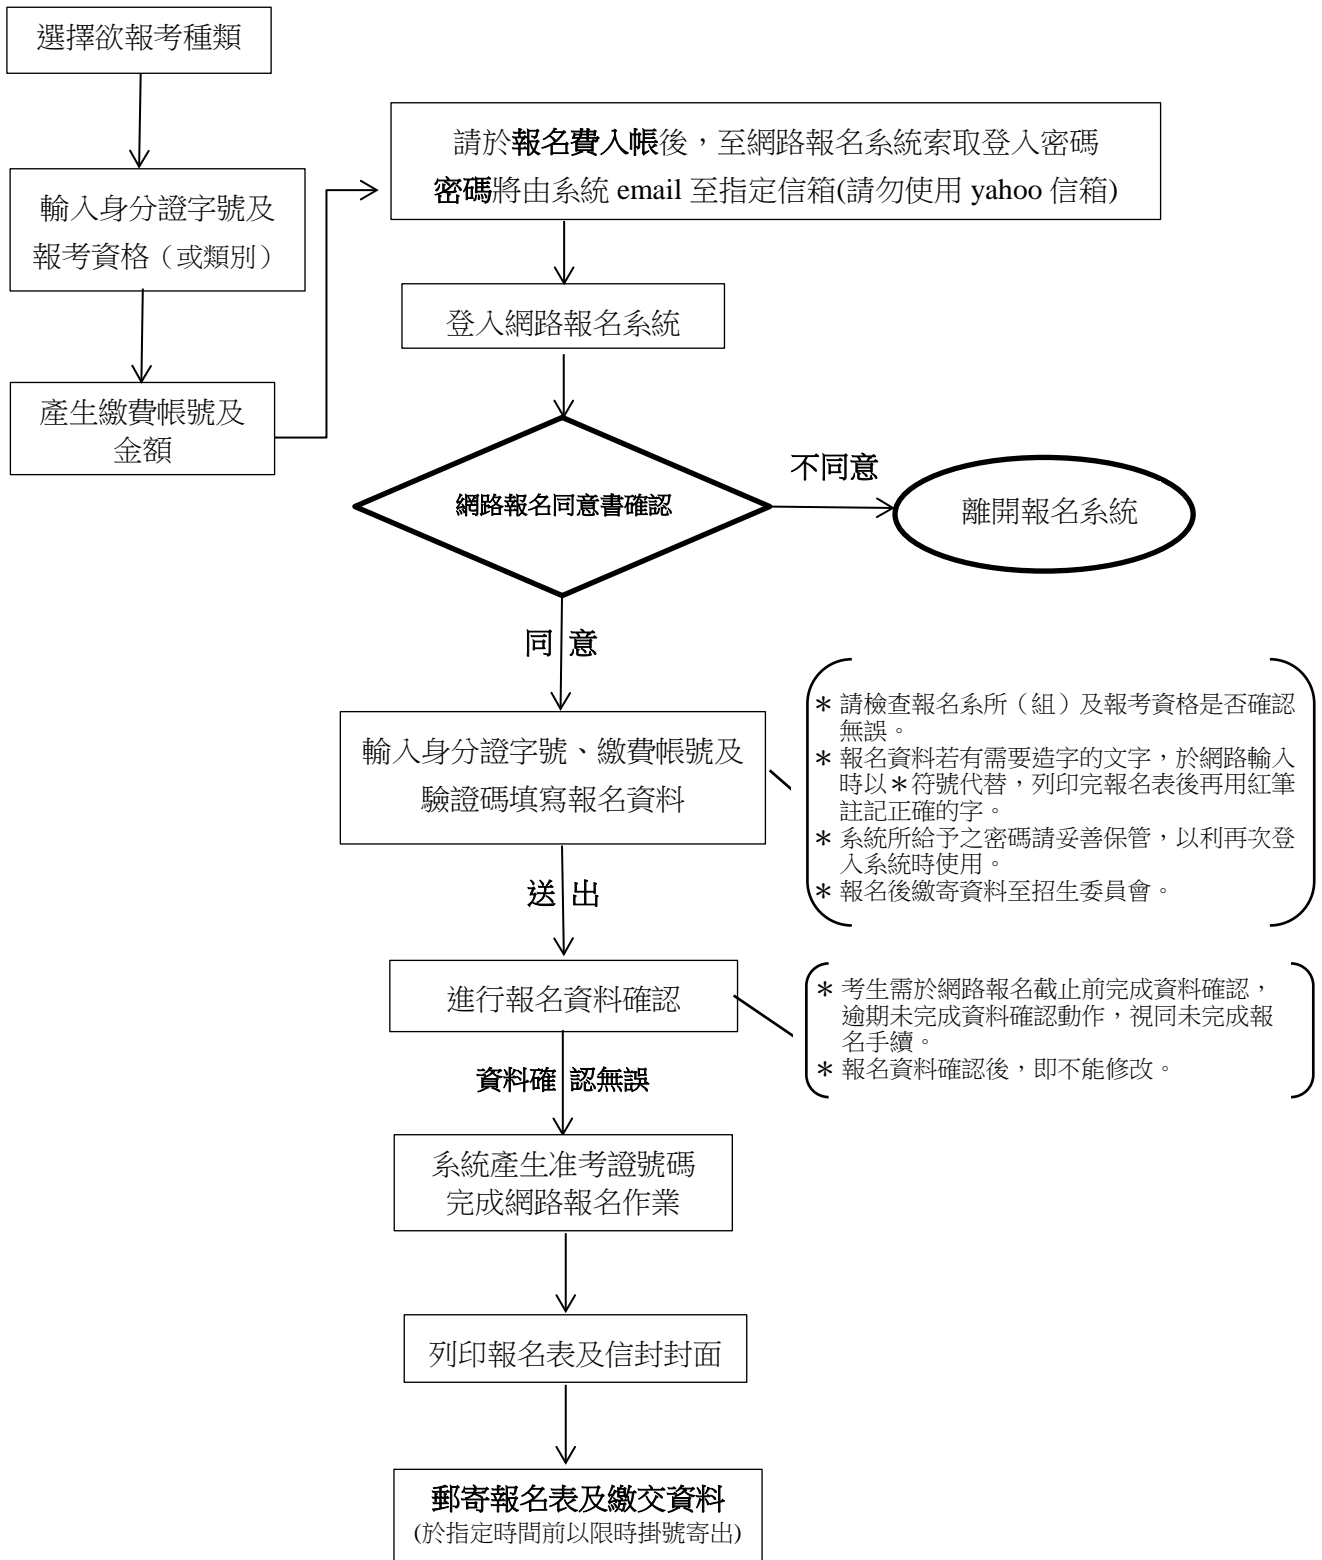 選擇欲報考種類
輸入身分證字號及
報考資格（或類別）
產生繳費帳號及
金額
請於報名費入帳後，至網路報名系統索取登入密碼
密碼將由系統 email 至指定信箱(請勿使用 yahoo 信箱)
登入網路報名系統
網路報名同意書確認
不同意
離開報名系統
同 意
輸入身分證字號、繳費帳號及
驗證碼填寫報名資料
＊請檢查報名系所（組）及報考資格是否確認
無誤。
＊報名資料若有需要造字的文字，於網路輸入
時以＊符號代替，列印完報名表後再用紅筆
註記正確的字。
＊系統所給予之密碼請妥善保管，以利再次登
入系統時使用。
＊報名後繳寄資料至招生委員會。
送 出
進行報名資料確認
＊考生需於網路報名截止前完成資料確認，
逾期未完成資料確認動作，視同未完成報
名手續。
＊報名資料確認後，即不能修改。
資料確 認無誤
系統產生准考證號碼
完成網路報名作業
列印報名表及信封封面
郵寄報名表及繳交資料
(於指定時間前以限時掛號寄出)